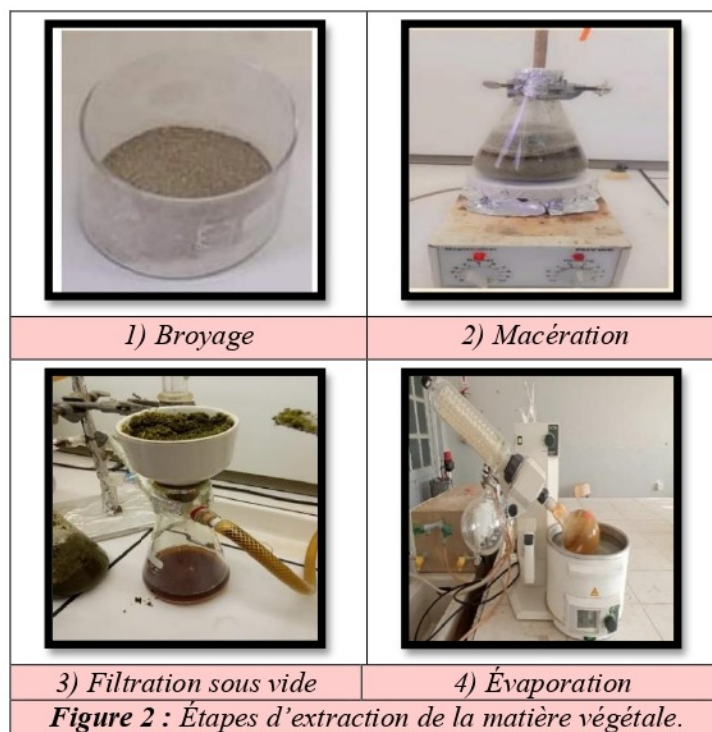 1) Broyage
2) Macération
3) Filtration sous vide
4) Évaporation
Figure 2 : Étapes d’extraction de la matière végétale.